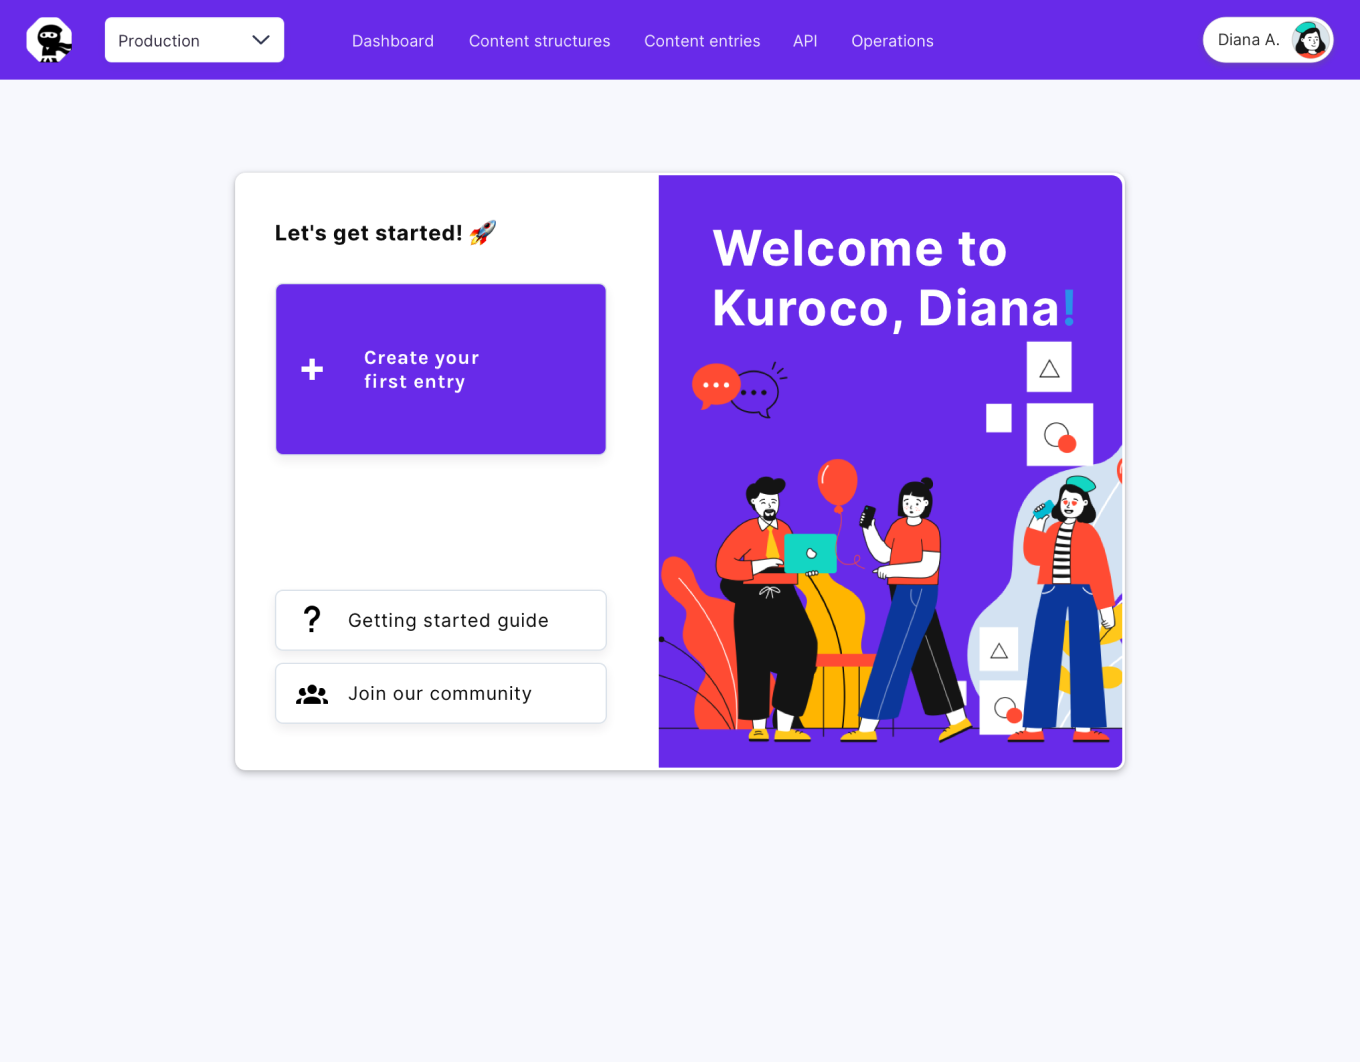 Production
Dashboard
Content structures
Content entries
API
Operations
Diana A.
Let's get started! 🚀
Create your
first entry
Getting started guide
Join our community
Welcome to
Kuroco, Diana!